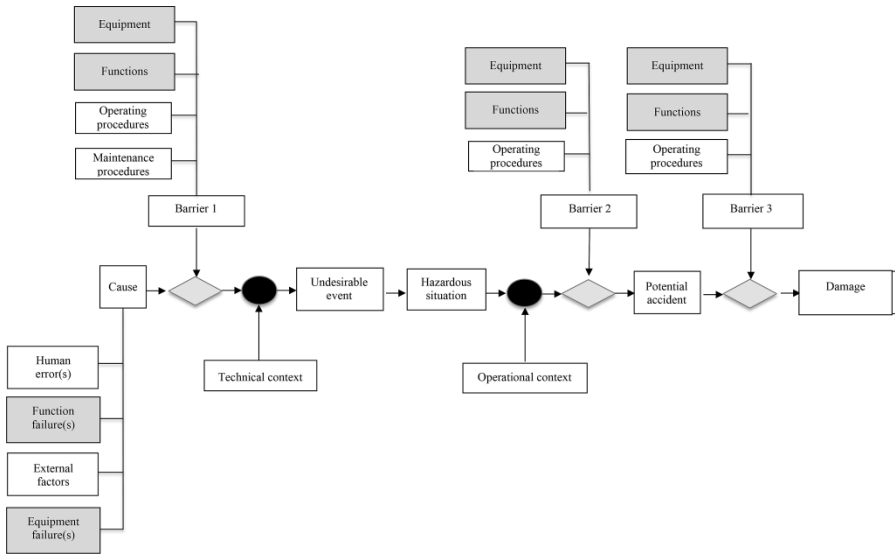 Equipment
Functions
Operating
procedures
Maintenance
procedures
Barrier 1
Equipment
Functions
Operating
procedures
Barrier 2
Equipment
Functions
Operating
procedures
Barrier 3
Cause
Undesirable
event
Hazardous
situation
Potential
accident
Damage
Technical context
Operational context
Human
error(s)
Function
failure(s)
External
factors
Equipment
failure(s)